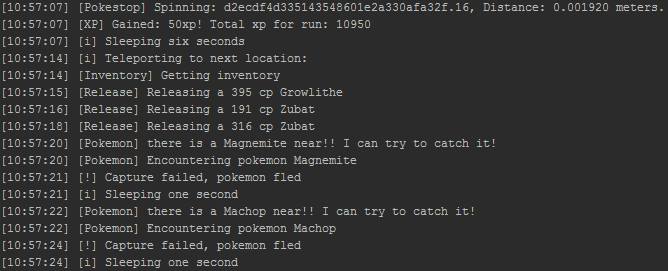 [10:57:07] [Pokestop] Spinning: d2ecdf4d335143548601e2a330afa32f.16, Distance: 0.001920 meters.
[10:57:07] [XP] Gained: 50xp! Total xp for run: 10950
[10:57:07] [i] Sleeping six seconds
[10:57:14] [i] Teleporting to next location:
[10:57:14] [Inventory] Getting inventory
[10:57:15] [Release] Releasing a 395 cp Growlithe
[10:57:16] [Release] Releasing a 191 cp Zubat
[10:57:18] [Release] Releasing a 316 cp Zubat
[10:57:20] [Pokemon] there is a Magnemite near!! I can try to catch it!
[10:57:20] [Pokemon] Encountering pokemon Magnemite
[10:57:21] [!] Capture failed, pokemon fled
[10:57:21] [i] Sleeping one second
[10:57:22] [Pokemon] there is a Machop near!! I can try to catch it!
[10:57:22] [Pokemon] Encountering pokemon Machop
[10:57:24] [!] Capture failed, pokemon fled
[10:57:24] [i] Sleeping one second